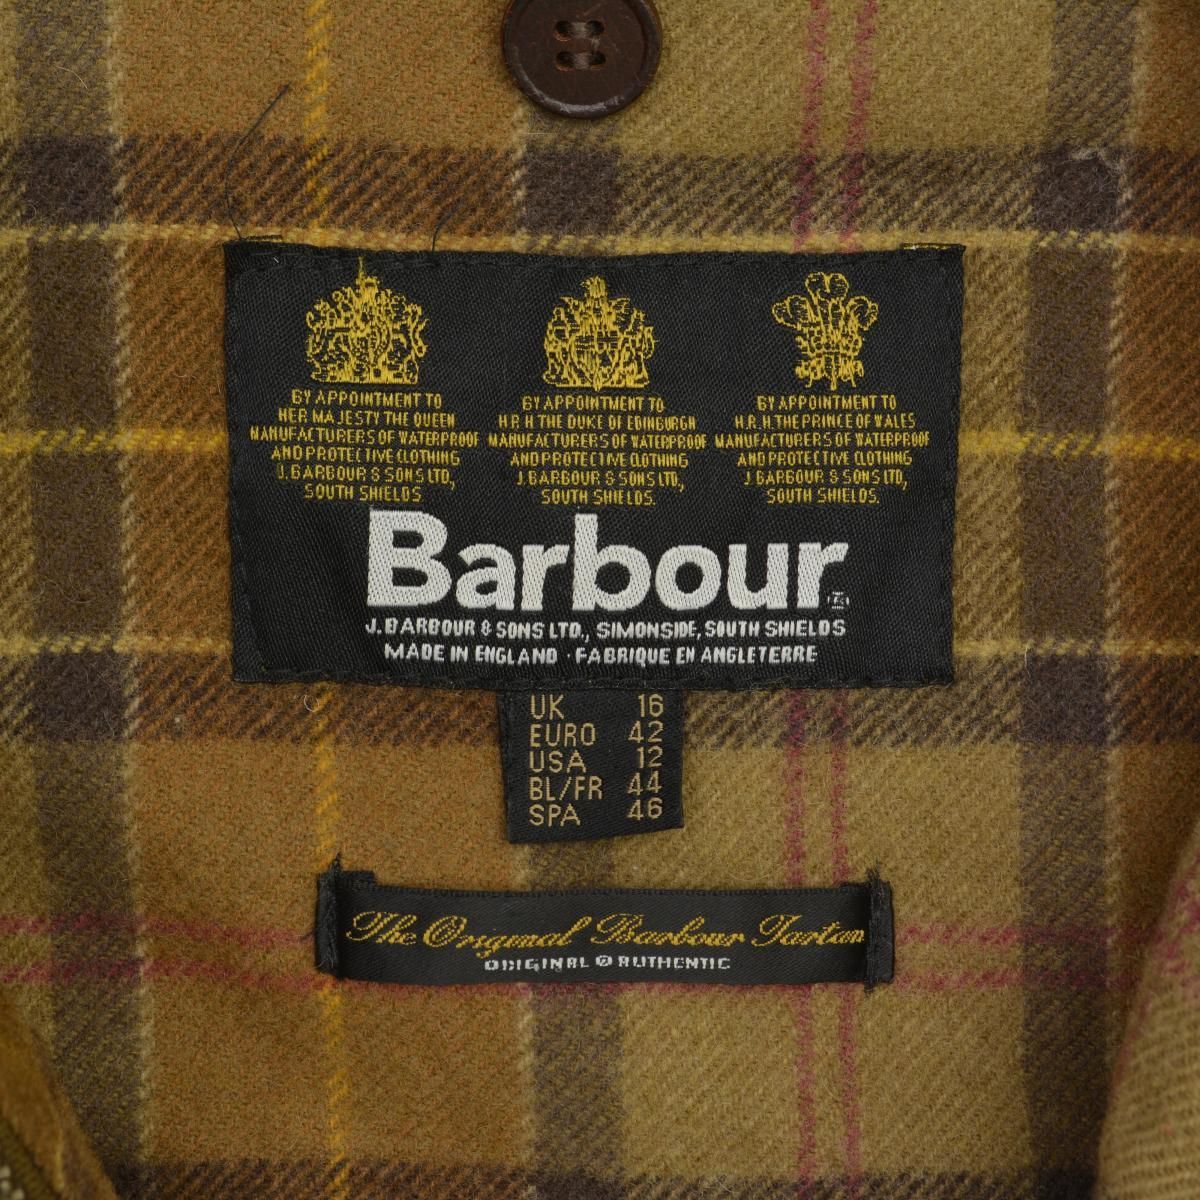 BY APPOINTMENT TO
HER MAJESTY THE QUEEN
MANUFACTURERS OF WATERPROOF
AND PROTECTIVE CLOTHING
J. BARBOUR & SONS LTD,
SOUTH SHIELDS.
BY APPOINTMENT TO
H.R.H. THE DUKE OF EDINBURGH
MANUFACTURERS OF WATERPROOF
AND PROTECTIVE CLOTHING
J. BARBOUR & SONS LTD,
SOUTH SHIELDS.
BY APPOINTMENT TO
H.R.H. THE PRINCE OF WALES
MANUFACTURERS OF WATERPROOF
AND PROTECTIVE CLOTHING
J. BARBOUR & SONS LTD,
SOUTH SHIELDS.
Barbour®
J. BARBOUR & SONS LTD., SIMONSIDE, SOUTH SHIELDS
MADE IN ENGLAND · FABRIQUE EN ANGLETERRE
UK 16
EURO 42
USA 12
BL/FR 44
SPA 46
The Original Barbour Tartan
ORIGINAL & AUTHENTIC